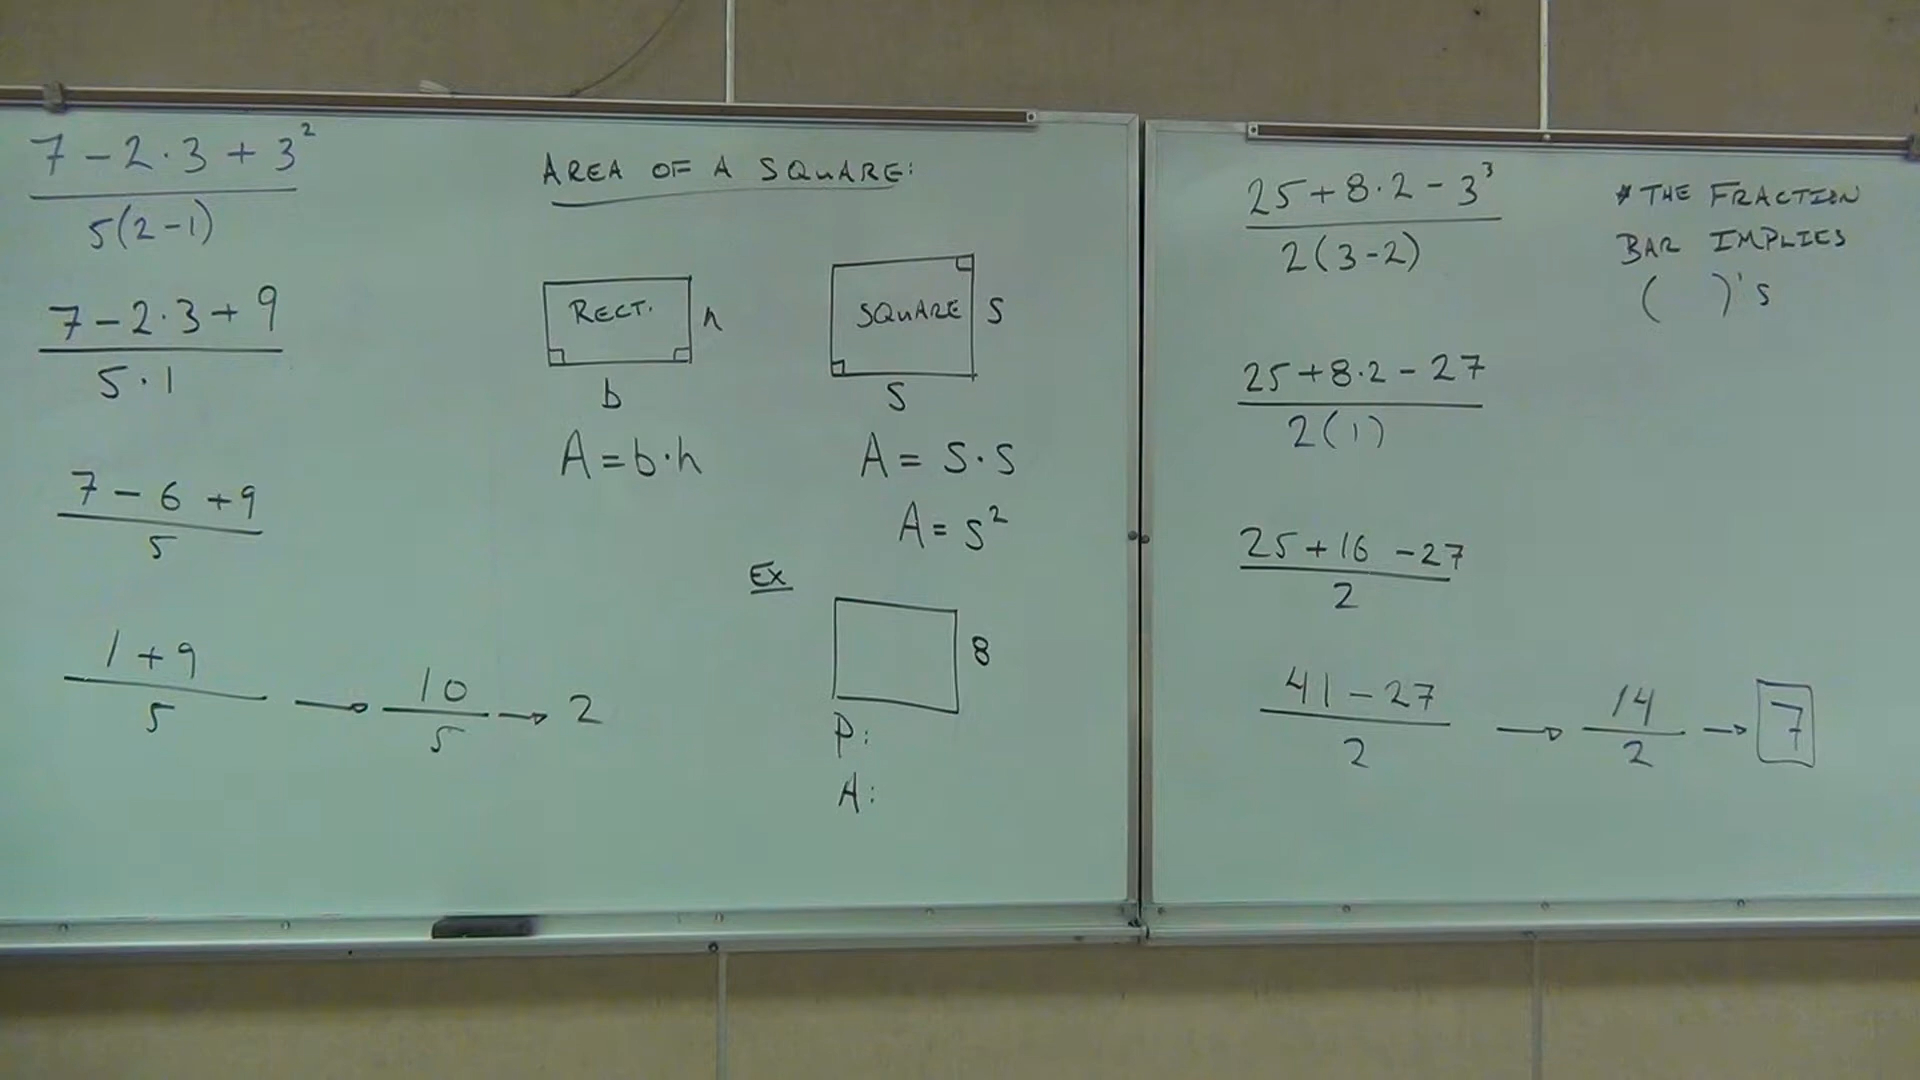 7 - 2 · 3 + 3²
5(2-1)
7 - 2 · 3 + 9
5 · 1
7 - 6 + 9
5
1 + 9
5
→ 10
5
→ 2
AREA OF A SQUARE:
RECT.
h
b
A = b · h
SQUARE
S
S
A = S · S
A = S²
Ex
8
P:
A:
25 + 8 · 2 - 3³
2(3-2)
25 + 8 · 2 - 27
2(1)
25 + 16 - 27
2
41 - 27
2
→ 14
2
→ 7
* THE FRACTION
BAR IMPLIES
( )'s